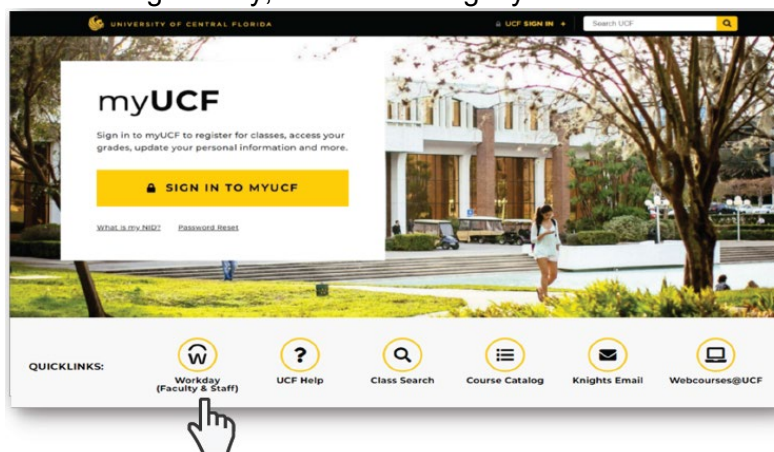 UNIVERSITY OF CENTRAL FLORIDA
UCF SIGN IN +
Search UCF
myUCF
Sign in to myUCF to register for classes, access your
grades, update your personal information and more.
SIGN IN TO MYUCF
What is my NID?
Password Reset
QUICKLINKS:
Workday
(Faculty & Staff)
UCF Help
Class Search
Course Catalog
Knights Email
Webcourses@UCF